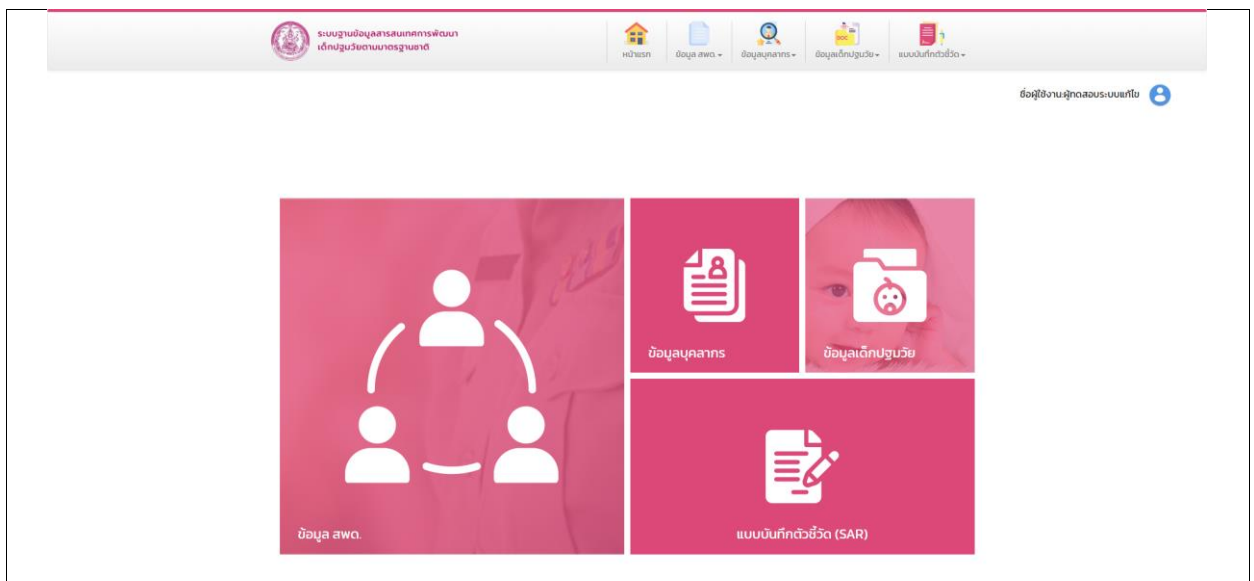 ระบบฐานข้อมูลสารสนเทศการพัฒนา
เด็กปฐมวัยตามมาตรฐานชาติ
หน้าแรก
ข้อมูล สพด.
ข้อมูลบุคลากร
ข้อมูลเด็กปฐมวัย
แบบบันทึกตัวชี้วัด
ชื่อผู้ใช้งาน:ผู้ทดสอบระบบแก้ไข
ข้อมูลบุคลากร
ข้อมูลเด็กปฐมวัย
ข้อมูล สพด.
แบบบันทึกตัวชี้วัด (SAR)